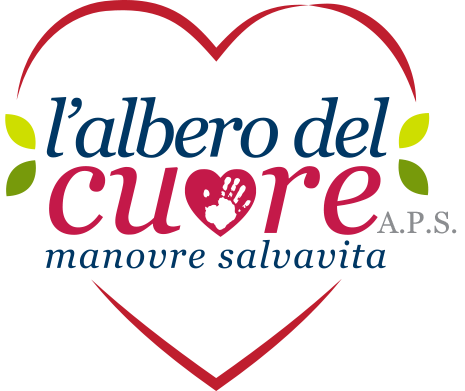 l'albero del
cuore A.P.S.
manovre salvavita